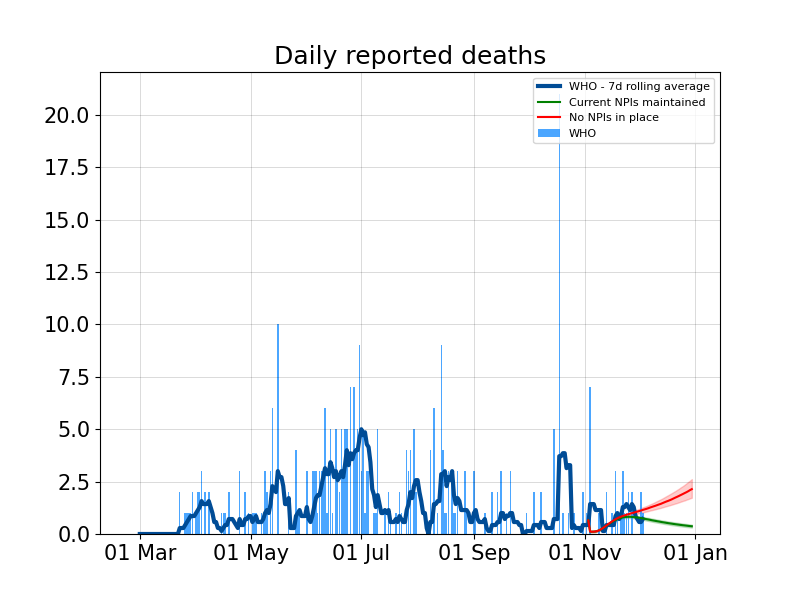 Daily reported deaths
WHO - 7d rolling average
Current NPIs maintained
No NPIs in place
WHO
20.0
17.5
15.0
12.5
10.0
7.5
5.0
2.5
0.0
01 Mar 01 May 01 Jul 01 Sep 01 Nov 01 Jan